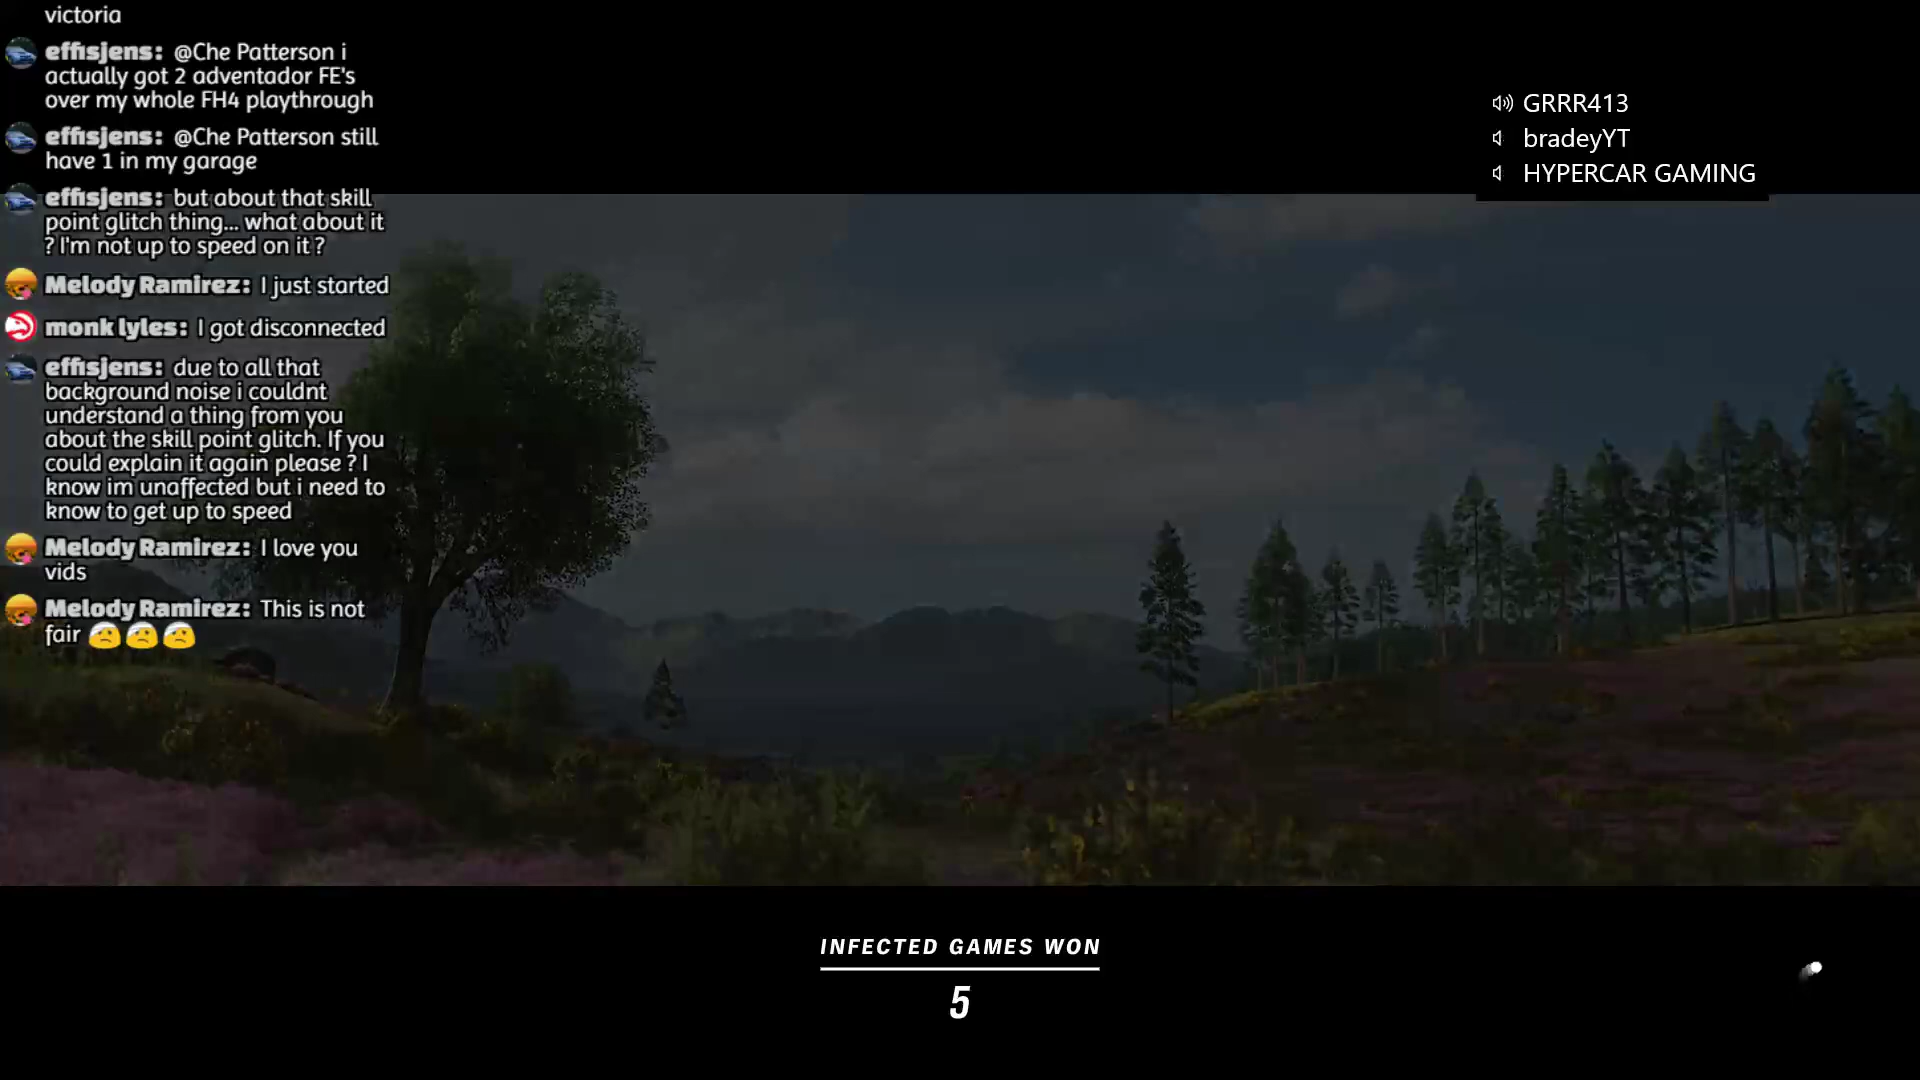 victoria
effisjens: @Che Patterson i
actually got 2 adventador FE's
over my whole FH4 playthrough
effisjens: @Che Patterson still
have 1 in my garage
effisjens: but about that skill
point glitch thing... what about it
? I'm not up to speed on it ?
Melody Ramirez: I just started
monk lyles: I got disconnected
effisjens: due to all that
background noise i couldnt
understand a thing from you
about the skill point glitch. If you
could explain it again please ? I
know im unaffected but i need to
know to get up to speed
Melody Ramirez: I love you
vids
Melody Ramirez: This is not
fair 🤕🤕🤕
GRRR413
bradeyYT
HYPERCAR GAMING
INFECTED GAMES WON
5